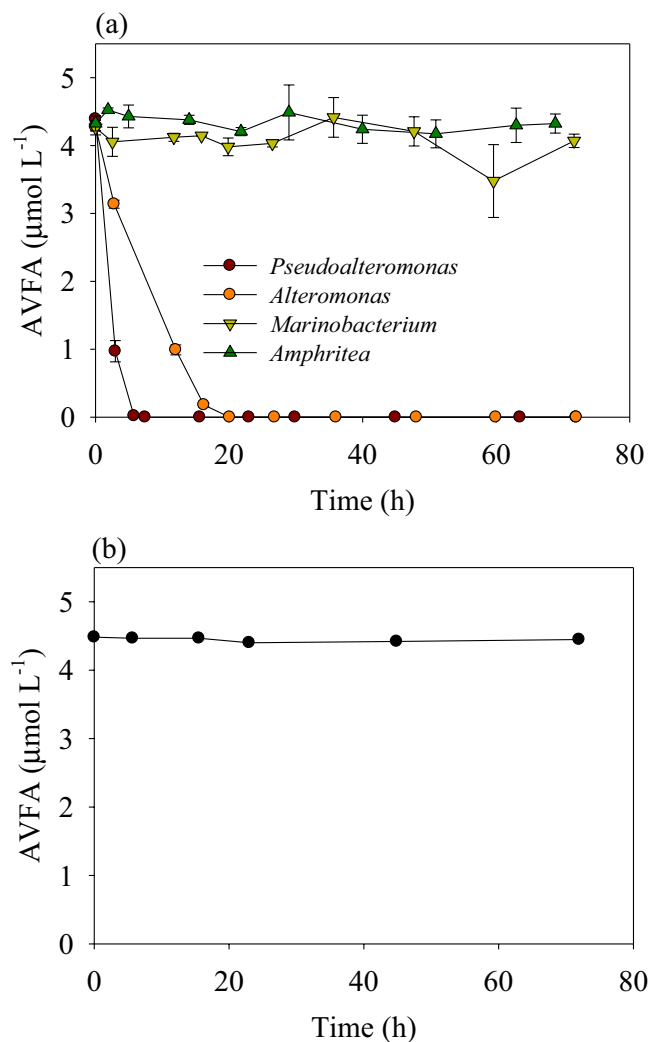 (a)
5
4
3
2
1
0
AVFA (µmol L⁻¹)
Pseudoalteromonas
Alteromonas
Marinobacterium
Amphritea
0 20 40 60 80
Time (h)
(b)
5
4
3
2
1
0
AVFA (µmol L⁻¹)
0 20 40 60 80
Time (h)